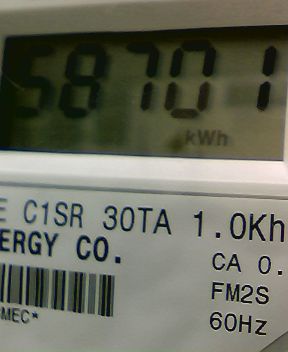 58701
kWh
E C1SR 30TA 1.0Kh
ERGY CO.
CA 0.
FM2S
MEC*
60Hz